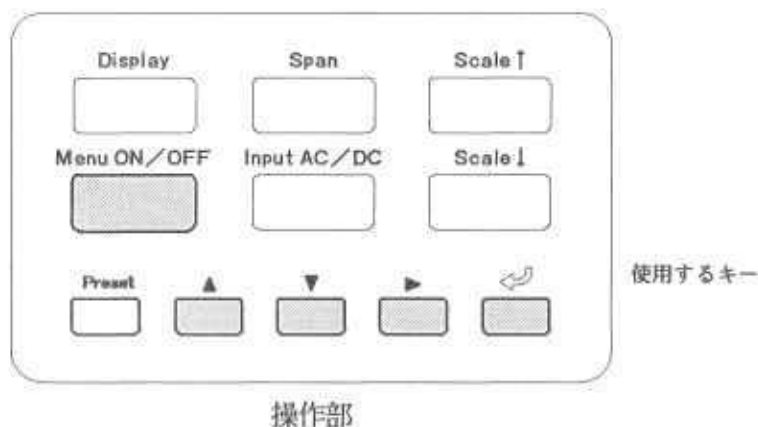 Display Span Scale↑
Menu ON／OFF Input AC／DC Scale↓
Preset ▲ ▼ ▶
使用するキー
操作部